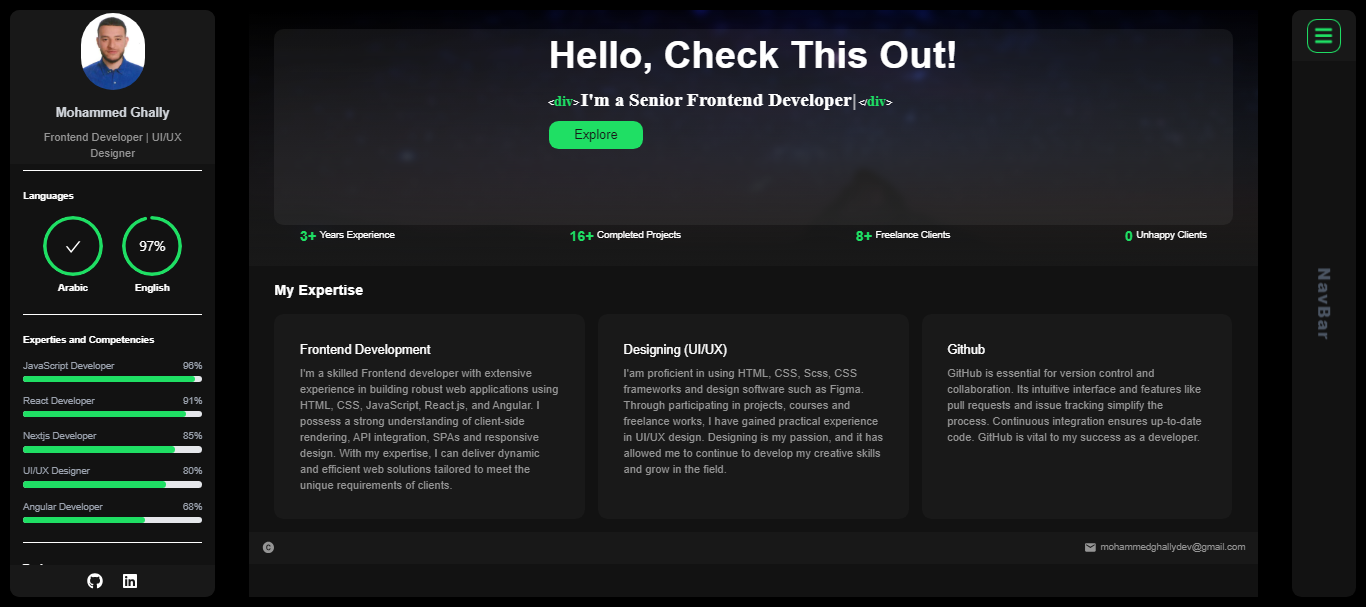 Mohammed Ghally
Frontend Developer | UI/UX
Designer
Languages
97%
Arabic
English
Experties and Competencies
JavaScript Developer 96%
React Developer 91%
Nextjs Developer 85%
UI/UX Designer 80%
Angular Developer 68%
Hello, Check This Out!
<div>I'm a Senior Frontend Developer|</div>
Explore
3+ Years Experience
16+ Completed Projects
8+ Freelance Clients
0 Unhappy Clients
My Expertise
Frontend Development
I'm a skilled Frontend developer with extensive
experience in building robust web applications using
HTML, CSS, JavaScript, React.js, and Angular. I
possess a strong understanding of client-side
rendering, API integration, SPAs and responsive
design. With my expertise, I can deliver dynamic
and efficient web solutions tailored to meet the
unique requirements of clients.
Designing (UI/UX)
I'am proficient in using HTML, CSS, Scss, CSS
frameworks and design software such as Figma.
Through participating in projects, courses and
freelance works, I have gained practical experience
in UI/UX design. Designing is my passion, and it has
allowed me to continue to develop my creative skills
and grow in the field.
Github
GitHub is essential for version control and
collaboration. Its intuitive interface and features like
pull requests and issue tracking simplify the
process. Continuous integration ensures up-to-date
code. GitHub is vital to my success as a developer.
©
mohammedghallydev@gmail.com
NavBar